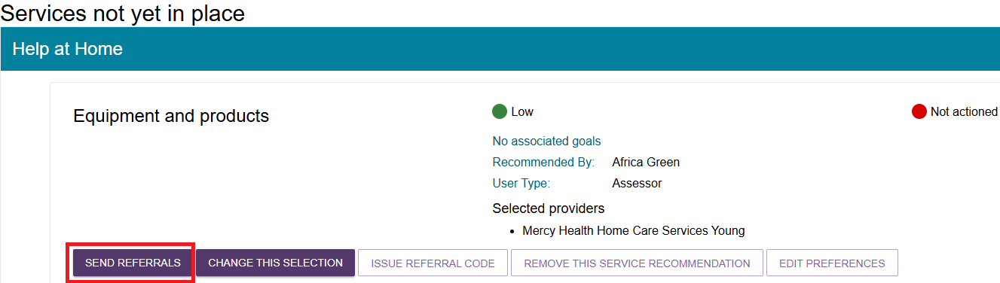 Services not yet in place
Help at Home
Equipment and products
Low
Not actioned
No associated goals
Recommended By: Africa Green
User Type: Assessor
Selected providers
• Mercy Health Home Care Services Young
SEND REFERRALS CHANGE THIS SELECTION ISSUE REFERRAL CODE REMOVE THIS SERVICE RECOMMENDATION EDIT PREFERENCES